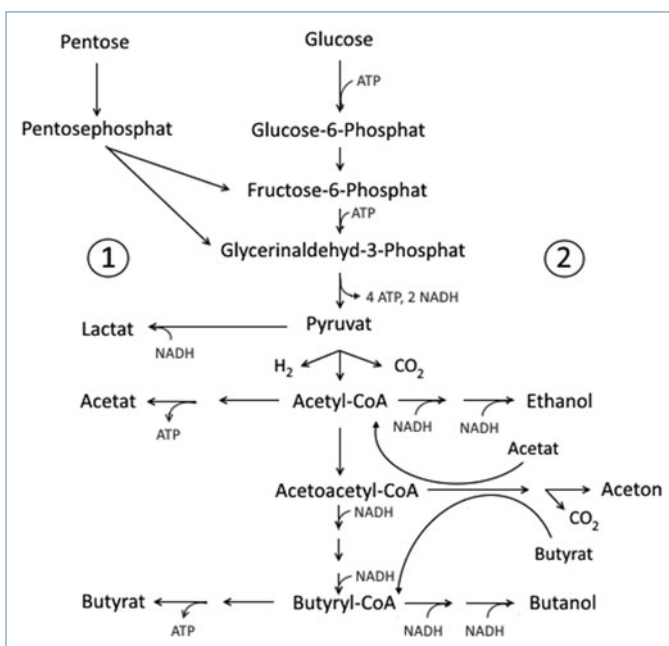 Pentose
Glucose
ATP
Pentosephosphat
Glucose-6-Phosphat
Fructose-6-Phosphat
ATP
1
Glycerinaldehyd-3-Phosphat
2
4 ATP, 2 NADH
Lactat
Pyruvat
NADH
H₂
CO₂
Acetat
Acetyl-CoA
Ethanol
ATP
NADH
NADH
Acetat
Acetoacetyl-CoA
Aceton
NADH
CO₂
Butyrat
NADH
Butyrat
Butyryl-CoA
Butanol
ATP
NADH
NADH